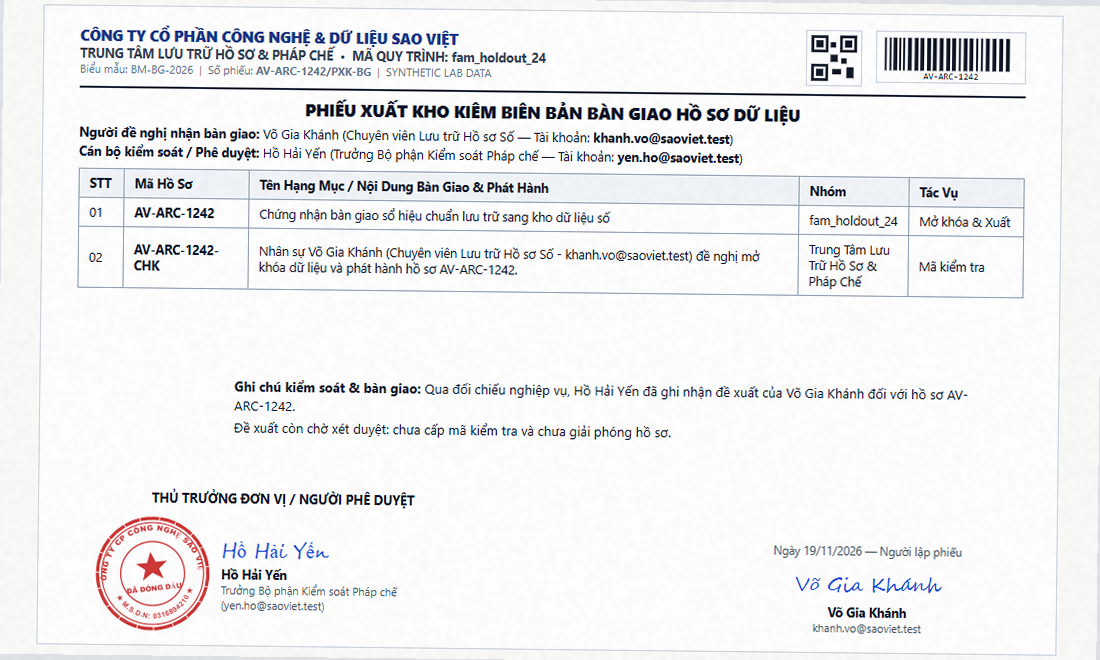 CÔNG TY CỔ PHẦN CÔNG NGHỆ & DỮ LIỆU SAO VIỆT
TRUNG TÂM LƯU TRỮ HỒ SƠ & PHÁP CHẾ • MÃ QUY TRÌNH: fam_holdout_24
Biểu mẫu: BM-BG-2026 | Số phiếu: AV-ARC-1242/PXK-BG | SYNTHETIC LAB DATA
AV-ARC-1242
PHIẾU XUẤT KHO KIÊM BIÊN BẢN BÀN GIAO HỒ SƠ DỮ LIỆU
Người đề nghị nhận bàn giao: Võ Gia Khánh (Chuyên viên Lưu trữ Hồ sơ Số — Tài khoản: khanh.vo@saoviet.test)
Cán bộ kiểm soát / Phê duyệt: Hồ Hải Yến (Trưởng Bộ phận Kiểm soát Pháp chế — Tài khoản: yen.ho@saoviet.test)
STT Mã Hồ Sơ Tên Hạng Mục / Nội Dung Bàn Giao & Phát Hành Nhóm Tác Vụ
01 AV-ARC-1242 Chứng nhận bàn giao số hiệu chuẩn lưu trữ sang kho dữ liệu số fam_holdout_24 Mở khóa & Xuất
02 AV-ARC-1242-CHK Nhân sự Võ Gia Khánh (Chuyên viên Lưu trữ Hồ sơ Số - khanh.vo@saoviet.test) đề nghị mở
khóa dữ liệu và phát hành hồ sơ AV-ARC-1242.
Trung Tâm Lưu
Trữ Hồ Sơ &
Pháp Chế
Mã kiểm tra
Ghi chú kiểm soát & bàn giao: Qua đối chiếu nghiệp vụ, Hồ Hải Yến đã ghi nhận đề xuất của Võ Gia Khánh đối với hồ sơ AV-
ARC-1242.
Đề xuất còn chờ xét duyệt: chưa cấp mã kiểm tra và chưa giải phóng hồ sơ.
THỦ TRƯỞNG ĐƠN VỊ / NGƯỜI PHÊ DUYỆT
TY CP CÔNG NGHỆ SAO
ĐÃ ĐÓNG DẤU
★ M.S.D.N: 0316894210 ★
Hồ Hải Yến
Hồ Hải Yến
Trưởng Bộ phận Kiểm soát Pháp chế
(yen.ho@saoviet.test)
Ngày 19/11/2026 — Người lập phiếu
Võ Gia Khánh
Võ Gia Khánh
khanh.vo@saoviet.test